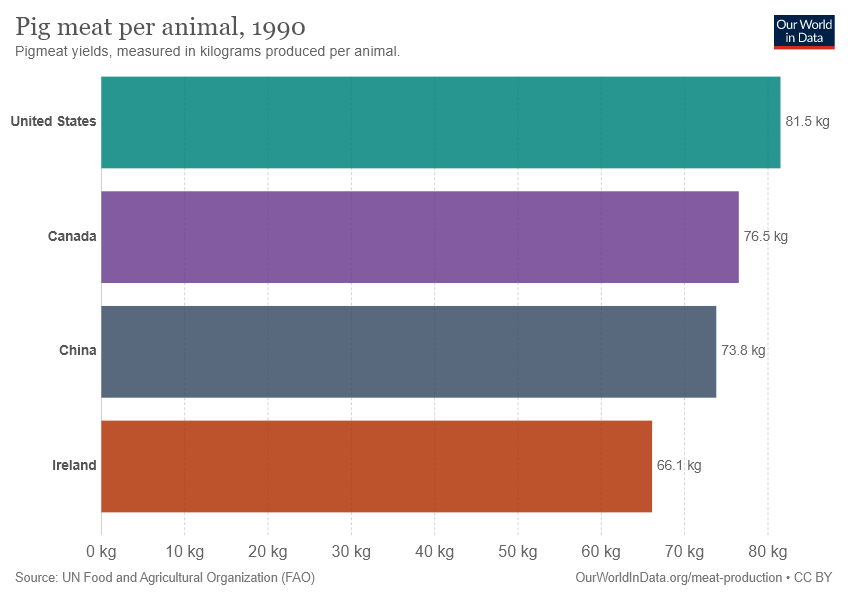 Pig meat per animal, 1990
Pigmeat yields, measured in kilograms produced per animal.
Our World
in Data
United States
81.5 kg
Canada
76.5 kg
China
73.8 kg
Ireland
66.1 kg
0 kg 10 kg 20 kg 30 kg 40 kg 50 kg 60 kg 70 kg 80 kg
Source: UN Food and Agricultural Organization (FAO)
OurWorldInData.org/meat-production • CC BY